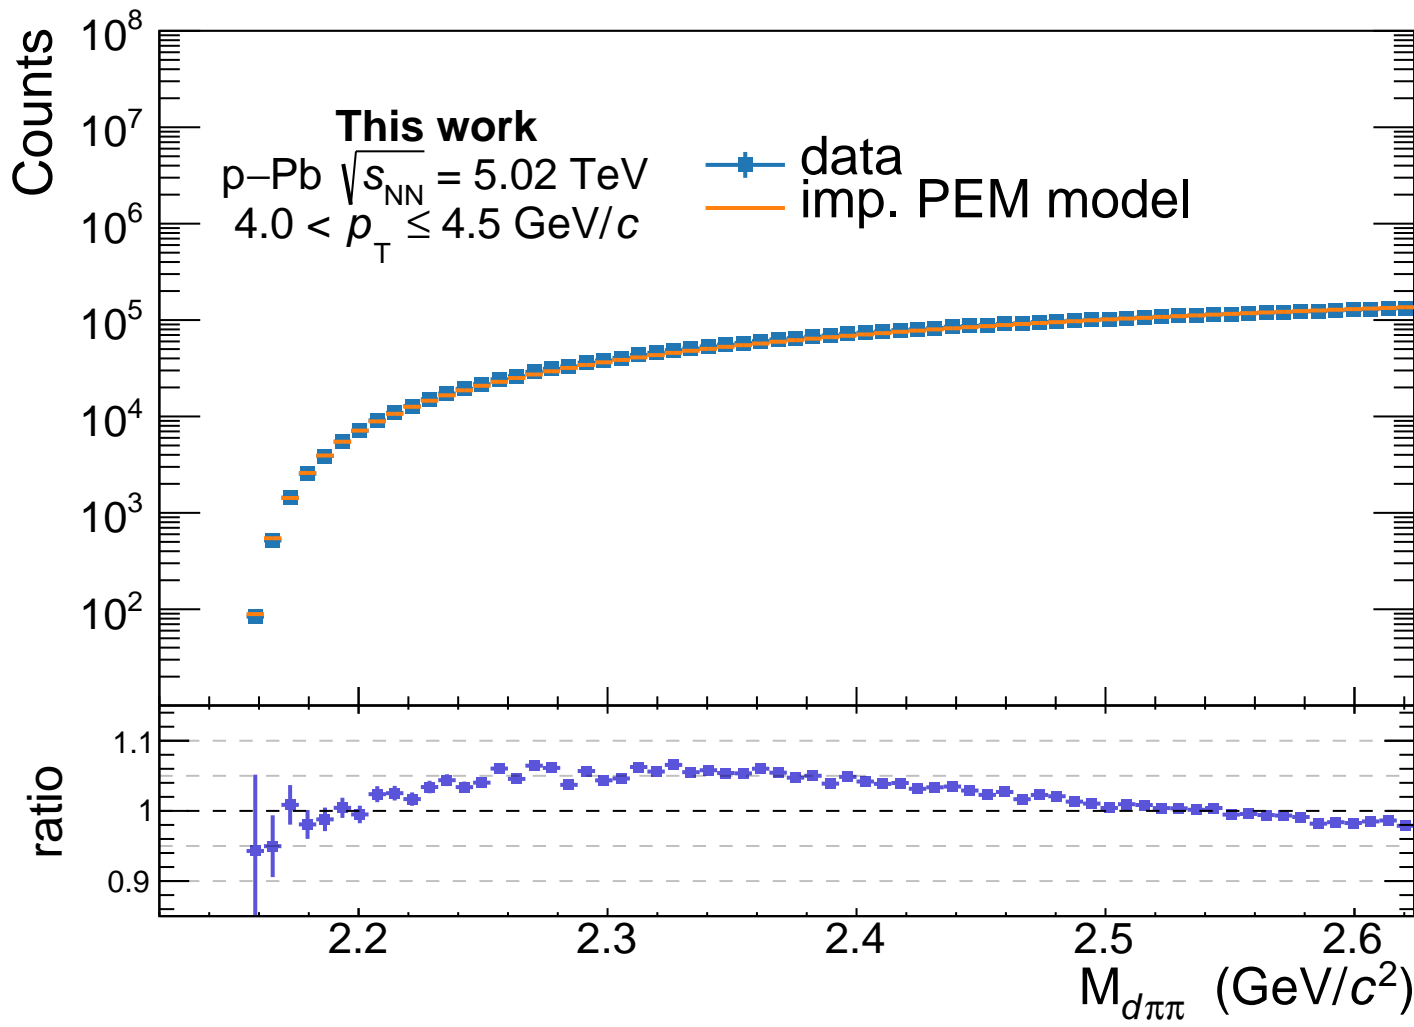 Counts
10^8
10^7
10^6
10^5
10^4
10^3
10^2
This work
p–Pb √s_NN = 5.02 TeV
4.0 < p_T ≤ 4.5 GeV/c
data
imp. PEM model
ratio
1.1
1
0.9
2.2 2.3 2.4 2.5 2.6
M_dππ (GeV/c^2)